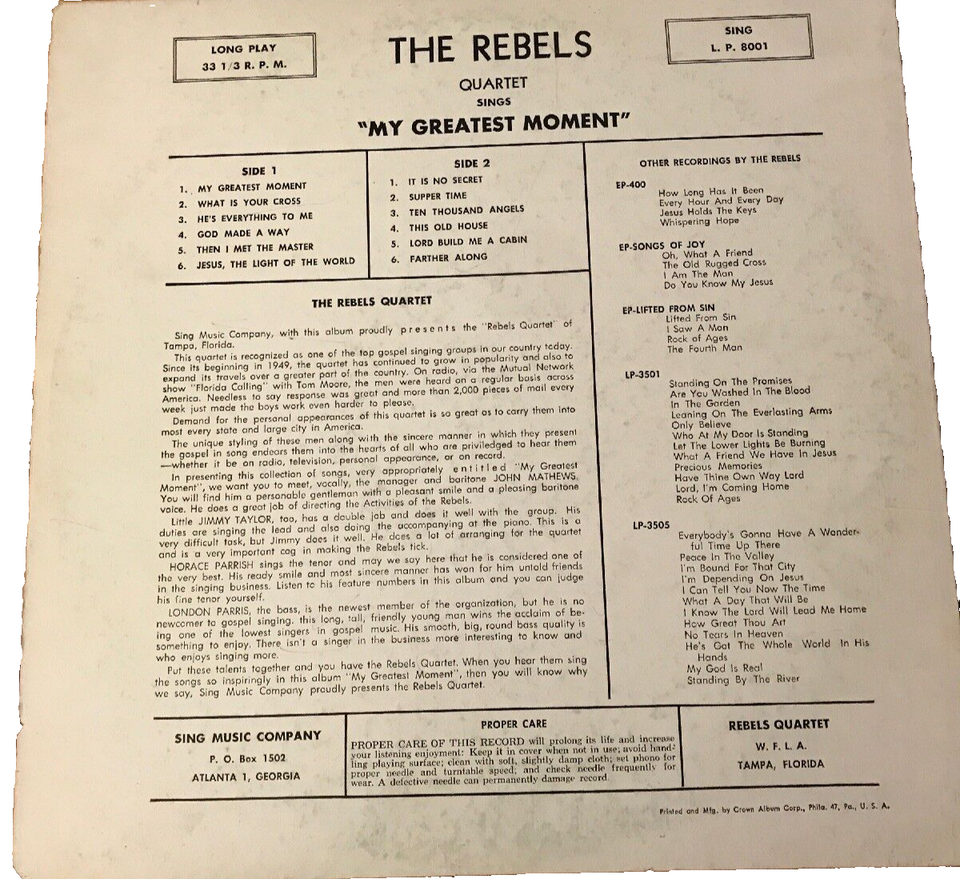 LONG PLAY
33 1/3 R. P. M.
THE REBELS
QUARTET
SINGS
"MY GREATEST MOMENT"
SING
L. P. 8001
SIDE 1
1. MY GREATEST MOMENT
2. WHAT IS YOUR CROSS
3. HE'S EVERYTHING TO ME
4. GOD MADE A WAY
5. THEN I MET THE MASTER
6. JESUS, THE LIGHT OF THE WORLD
SIDE 2
1. IT IS NO SECRET
2. SUPPER TIME
3. TEN THOUSAND ANGELS
4. THIS OLD HOUSE
5. LORD BUILD ME A CABIN
6. FARTHER ALONG
THE REBELS QUARTET
Sing Music Company, with this album proudly presents the "Rebels Quartet" of
Tampa, Florida.
This quartet is recognized as one of the top gospel singing groups in our country today.
Since its beginning in 1949, the quartet has continued to grow in popularity and also to
expand its travels over a greater part of the country. On radio, via the Mutual Network
show "Florida Calling" with Tom Moore, the men were heard on a regular basis across
America. Needless to say response was great and more than 2,000 pieces of mail every
week just made the boys work even harder to please.
Demand for the personal appearances of this quartet is so great as to carry them into
most every state and large city in America.
The unique styling of these men along with the sincere manner in which they present
the gospel in song endears them into the hearts of all who are priviledged to hear them
—whether it be on radio, television, personal appearance, or on record.
In presenting this collection of songs, very appropriately entitled "My Greatest
Moment", we want you to meet, vocally, the manager and baritone JOHN MATHEWS.
You will find him a personable gentleman with a pleasant smile and a pleasing baritone
voice. He does a great job of directing the Activities of the Rebels.
Little JIMMY TAYLOR, too, has a double job and does it well with the group. His
duties are singing the lead and also doing the accompanying at the piano. This is a
very difficult task, but Jimmy does it well. He does a lot of arranging for the quartet
and is a very important cog in making the Rebels tick.
HORACE PARRISH sings the tenor and may we say here that he is considered one of
the very best. His ready smile and most sincere manner has won for him untold friends
in the singing business. Listen to his feature numbers in this album and you can judge
his fine tenor yourself.
LONDON PARRIS, the bass, is the newest member of the organization, but he is no
newcomer to gospel singing. this long, tall, friendly young man wins the acclaim of be-
ing one of the lowest singers in gospel music. His smooth, big, round bass quality is
something to enjoy. There isn't a singer in the business more interesting to know and
who enjoys singing more.
Put these talents together and you have the Rebels Quartet. When you hear them sing
the songs so inspiringly in this album "My Greatest Moment", then you will know why
we say, Sing Music Company proudly presents the Rebels Quartet.
OTHER RECORDINGS BY THE REBELS
EP-400
How Long Has It Been
Every Hour And Every Day
Jesus Holds The Keys
Whispering Hope
EP-SONGS OF JOY
Oh, What A Friend
The Old Rugged Cross
I Am The Man
Do You Know My Jesus
EP-LIFTED FROM SIN
Lifted From Sin
I Saw A Man
Rock of Ages
The Fourth Man
LP-3501
Standing On The Promises
Are You Washed In The Blood
In The Garden
Leaning On The Everlasting Arms
Only Believe
Who At My Door Is Standing
Let The Lower Lights Be Burning
What A Friend We Have In Jesus
Precious Memories
Have Thine Own Way Lord
Lord, I'm Coming Home
Rock Of Ages
LP-3505
Everybody's Gonna Have A Wonder-
ful Time Up There
Peace In The Valley
I'm Bound For That City
I'm Depending On Jesus
I Can Tell You Now The Time
What A Day That Will Be
I Know The Lord Will Lead Me Home
How Great Thou Art
No Tears In Heaven
He's Got The Whole World In His
Hands
My God Is Real
Standing By The River
SING MUSIC COMPANY
P. O. Box 1502
ATLANTA 1, GEORGIA
PROPER CARE
PROPER CARE OF THIS RECORD will prolong its life and increase
your listening enjoyment: Keep it in cover when not in use; avoid hand-
ling playing surface; clean with soft, slightly damp cloth; set phono for
proper needle and turntable speed; and check needle frequently for
wear. A defective needle can permanently damage record.
REBELS QUARTET
W. F. L. A.
TAMPA, FLORIDA
Printed and Mfg. by Crown Album Corp., Phila. 47, Pa., U. S. A.